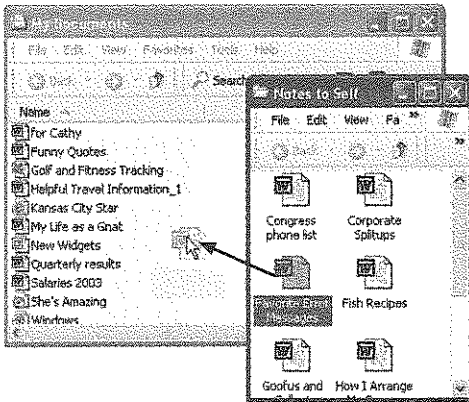 My Documents
File Edit View Favorites Tools Help
Back Search
Name
for Cathy
Funny Quotes
Golf and Fitness Tracking
Helpful Travel Information_1
Kansas City Star
My Life as a Gnat
New Widgets
Quarterly results
Salaries 2003
She's Amazing
Windows
Notes to Self
File Edit View Fa »
»
Congress
phone list
Corporate
Splitups
Fish Recipes
Goofus and
How I Arrange